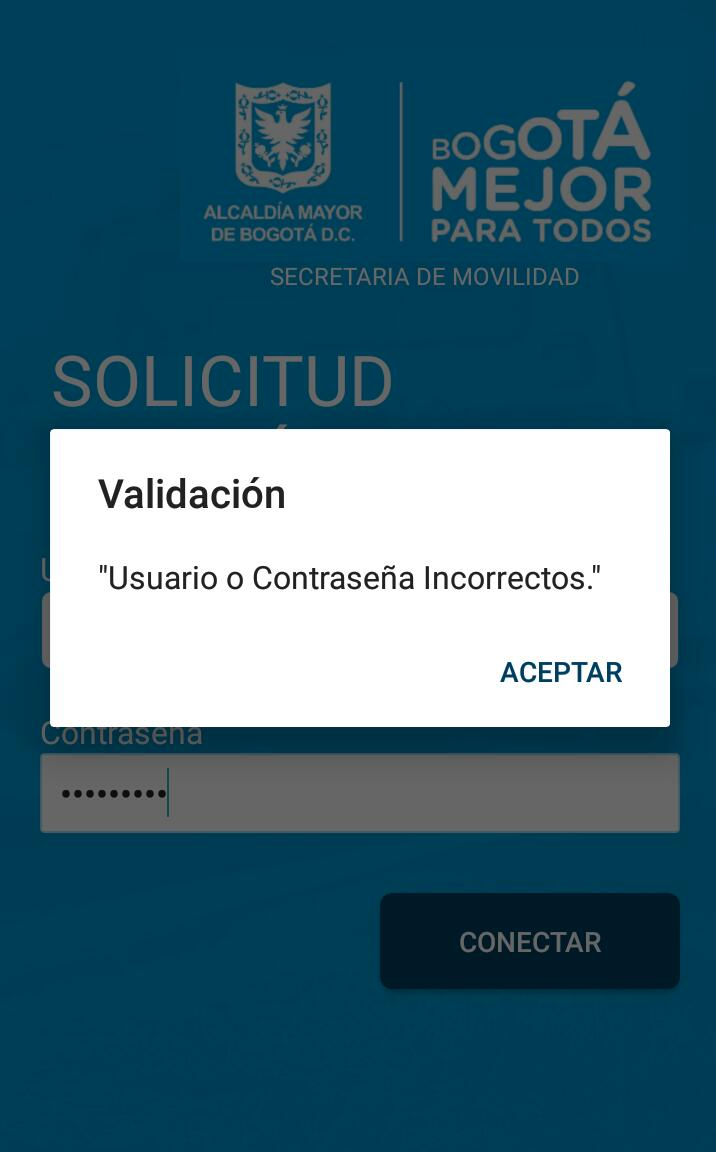 ALCALDÍA MAYOR
DE BOGOTÁ D.C.
BOGOTÁ
MEJOR
PARA TODOS
SECRETARIA DE MOVILIDAD
SOLICITUD
Validación
"Usuario o Contraseña Incorrectos."
ACEPTAR
Contraseña
•••••••••
CONECTAR